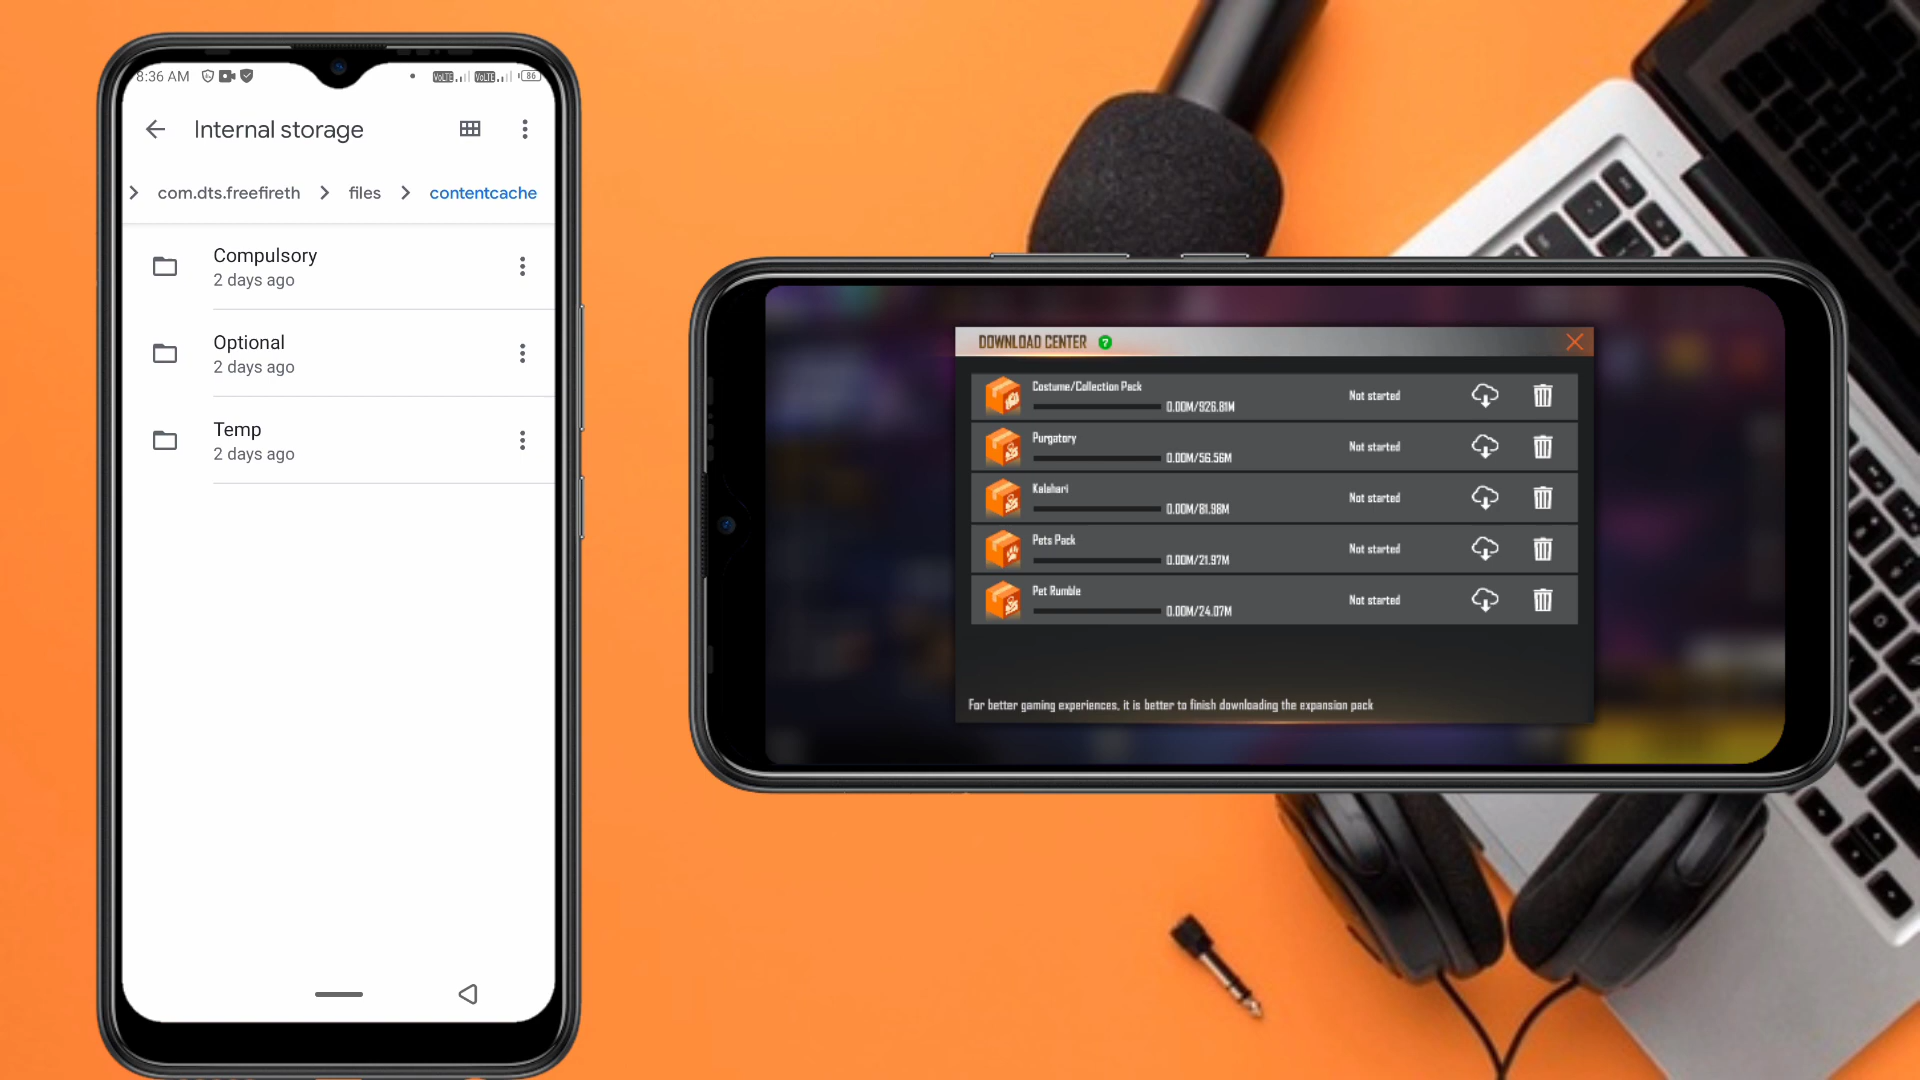 8:36 AM
VoLTE VoLTE 86
Internal storage
com.dts.freefireth files contentcache
Compulsory
2 days ago
Optional
2 days ago
Temp
2 days ago
DOWNLOAD CENTER ?
Costume/Collection Pack
0.00M/926.81M
Not started
Purgatory
0.00M/56.56M
Not started
Kalahari
0.00M/81.98M
Not started
Pets Pack
0.00M/21.97M
Not started
Pet Rumble
0.00M/24.07M
Not started
For better gaming experiences, it is better to finish downloading the expansion pack